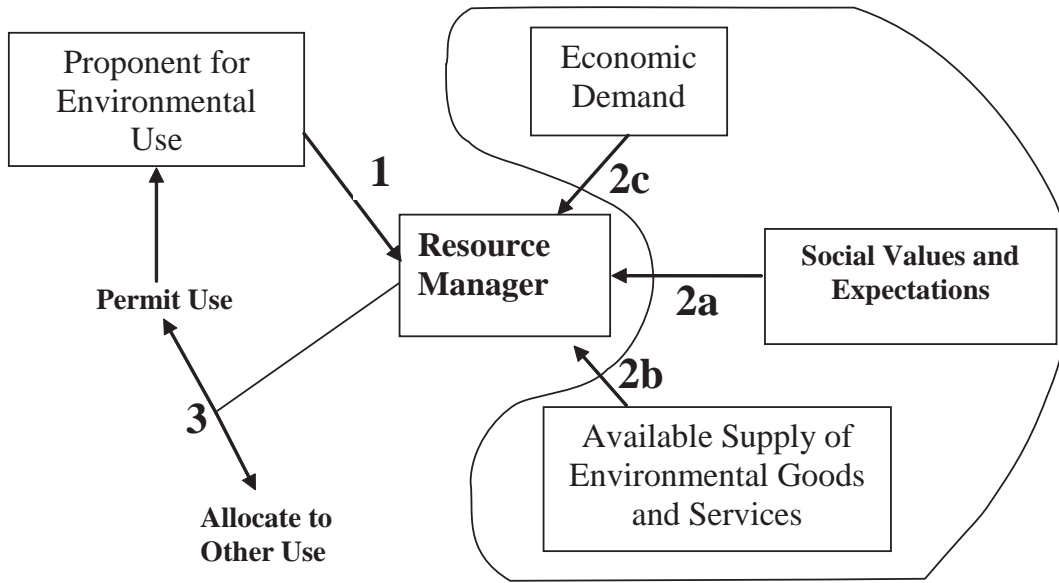 Proponent for
Environmental
Use
Economic
Demand
1
2c
Resource
Manager
Social Values and
Expectations
2a
Permit Use
2b
3
Available Supply of
Environmental Goods
and Services
Allocate to
Other Use